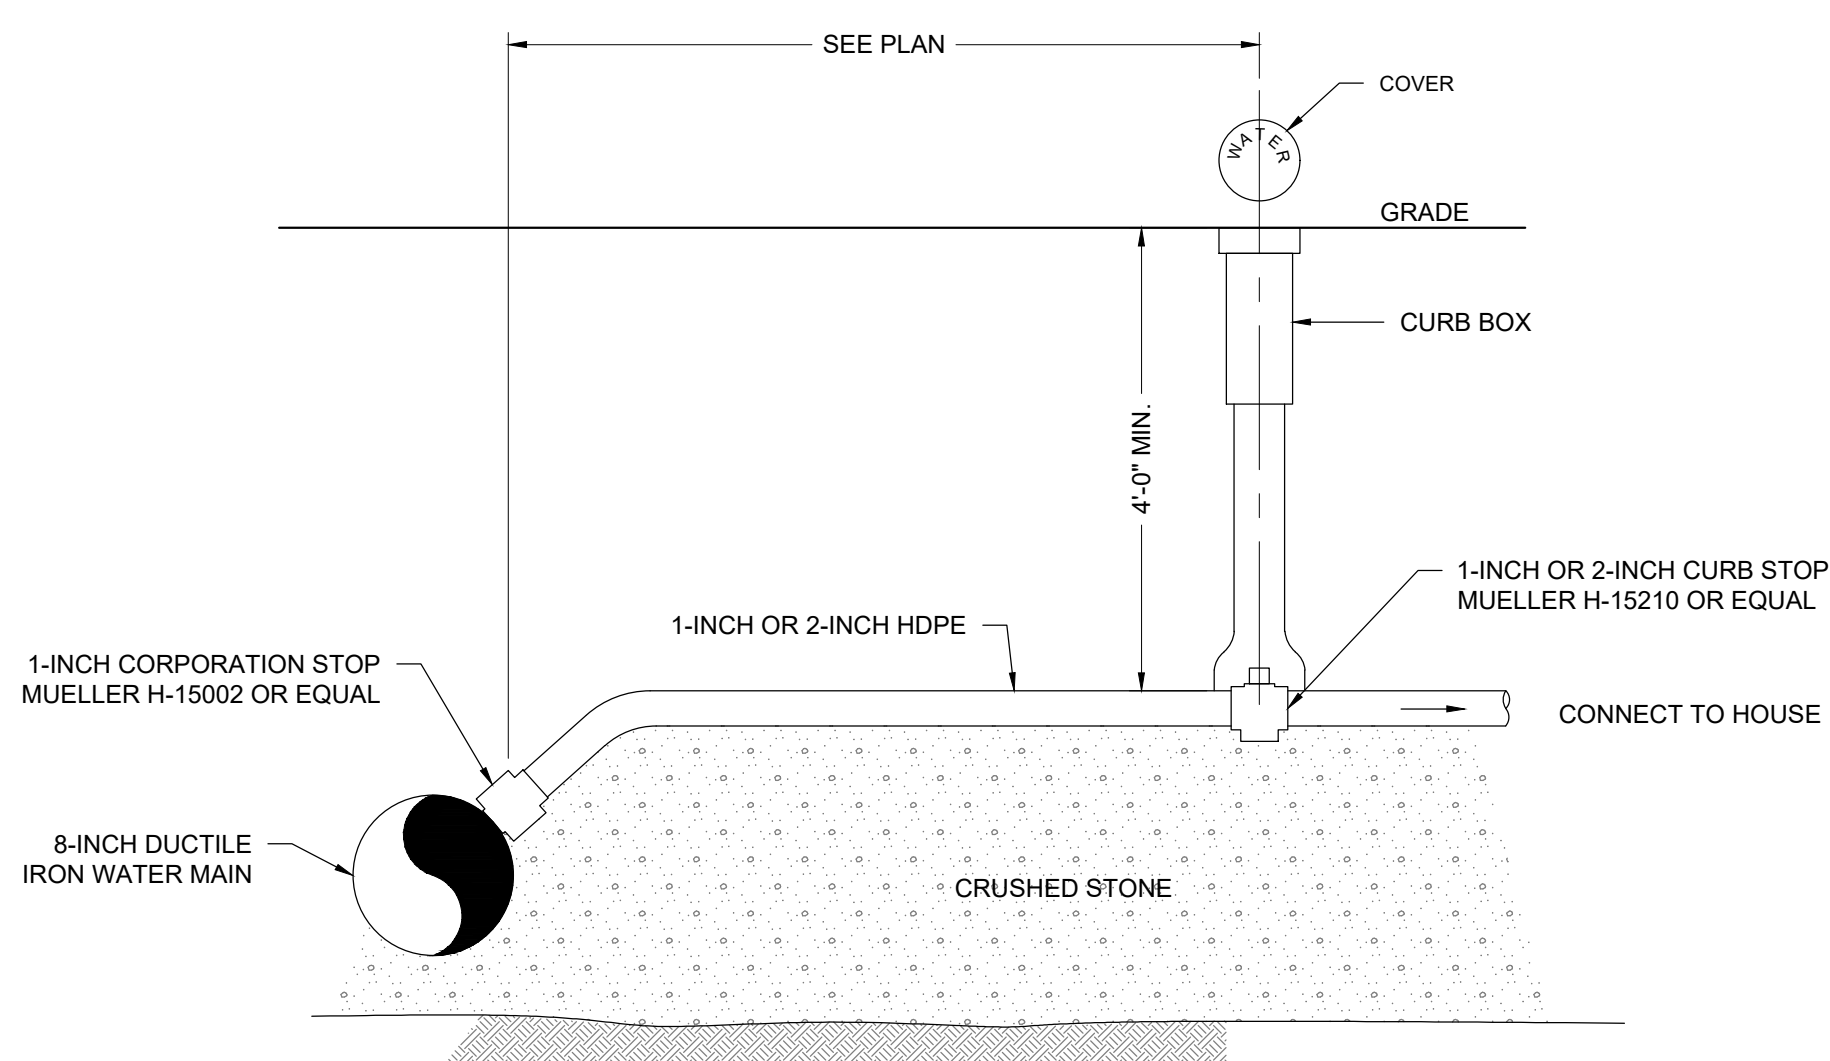 SEE PLAN
COVER
WATER
GRADE
CURB BOX
4'-0" MIN.
1-INCH OR 2-INCH CURB STOP
MUELLER H-15210 OR EQUAL
1-INCH OR 2-INCH HDPE
1-INCH CORPORATION STOP
MUELLER H-15002 OR EQUAL
CONNECT TO HOUSE
8-INCH DUCTILE
IRON WATER MAIN
CRUSHED STONE